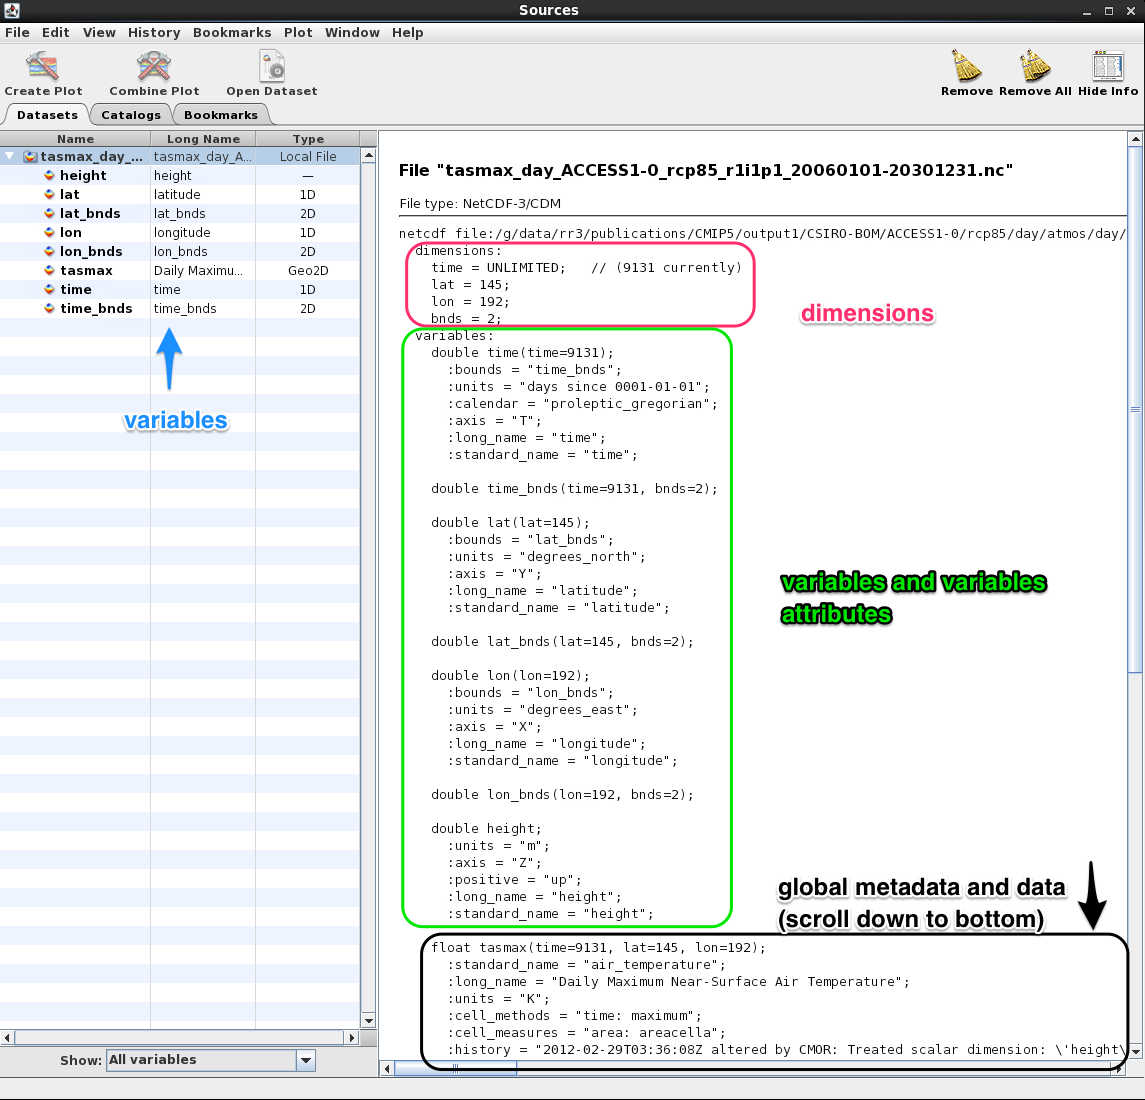 Sources
File Edit View History Bookmarks Plot Window Help
Create Plot Combine Plot Open Dataset Remove Remove All Hide Info
Datasets Catalogs Bookmarks
Name Long Name Type
tasmax_day_... tasmax_day_A... Local File
height height —
lat latitude 1D
lat_bnds lat_bnds 2D
lon longitude 1D
lon_bnds lon_bnds 2D
tasmax Daily Maximu... Geo2D
time time 1D
time_bnds time_bnds 2D
variables
Show: All variables
File "tasmax_day_ACCESS1-0_rcp85_r1i1p1_20060101-20301231.nc"
File type: NetCDF-3/CDM
netcdf file:/g/data/rr3/publications/CMIP5/output1/CSIRO-BOM/ACCESS1-0/rcp85/day/atmos/day/
dimensions:
time = UNLIMITED; // (9131 currently)
lat = 145;
lon = 192;
bnds = 2;
dimensions
variables:
double time(time=9131);
:bounds = "time_bnds";
:units = "days since 0001-01-01";
:calendar = "proleptic_gregorian";
:axis = "T";
:long_name = "time";
:standard_name = "time";
double time_bnds(time=9131, bnds=2);
double lat(lat=145);
:bounds = "lat_bnds";
:units = "degrees_north";
:axis = "Y";
:long_name = "latitude";
:standard_name = "latitude";
double lat_bnds(lat=145, bnds=2);
double lon(lon=192);
:bounds = "lon_bnds";
:units = "degrees_east";
:axis = "X";
:long_name = "longitude";
:standard_name = "longitude";
double lon_bnds(lon=192, bnds=2);
double height;
:units = "m";
:axis = "Z";
:positive = "up";
:long_name = "height";
:standard_name = "height";
variables and variables
attributes
global metadata and data
(scroll down to bottom)
float tasmax(time=9131, lat=145, lon=192);
:standard_name = "air_temperature";
:long_name = "Daily Maximum Near-Surface Air Temperature";
:units = "K";
:cell_methods = "time: maximum";
:cell_measures = "area: areacella";
:history = "2012-02-29T03:36:08Z altered by CMOR: Treated scalar dimension: \'height\